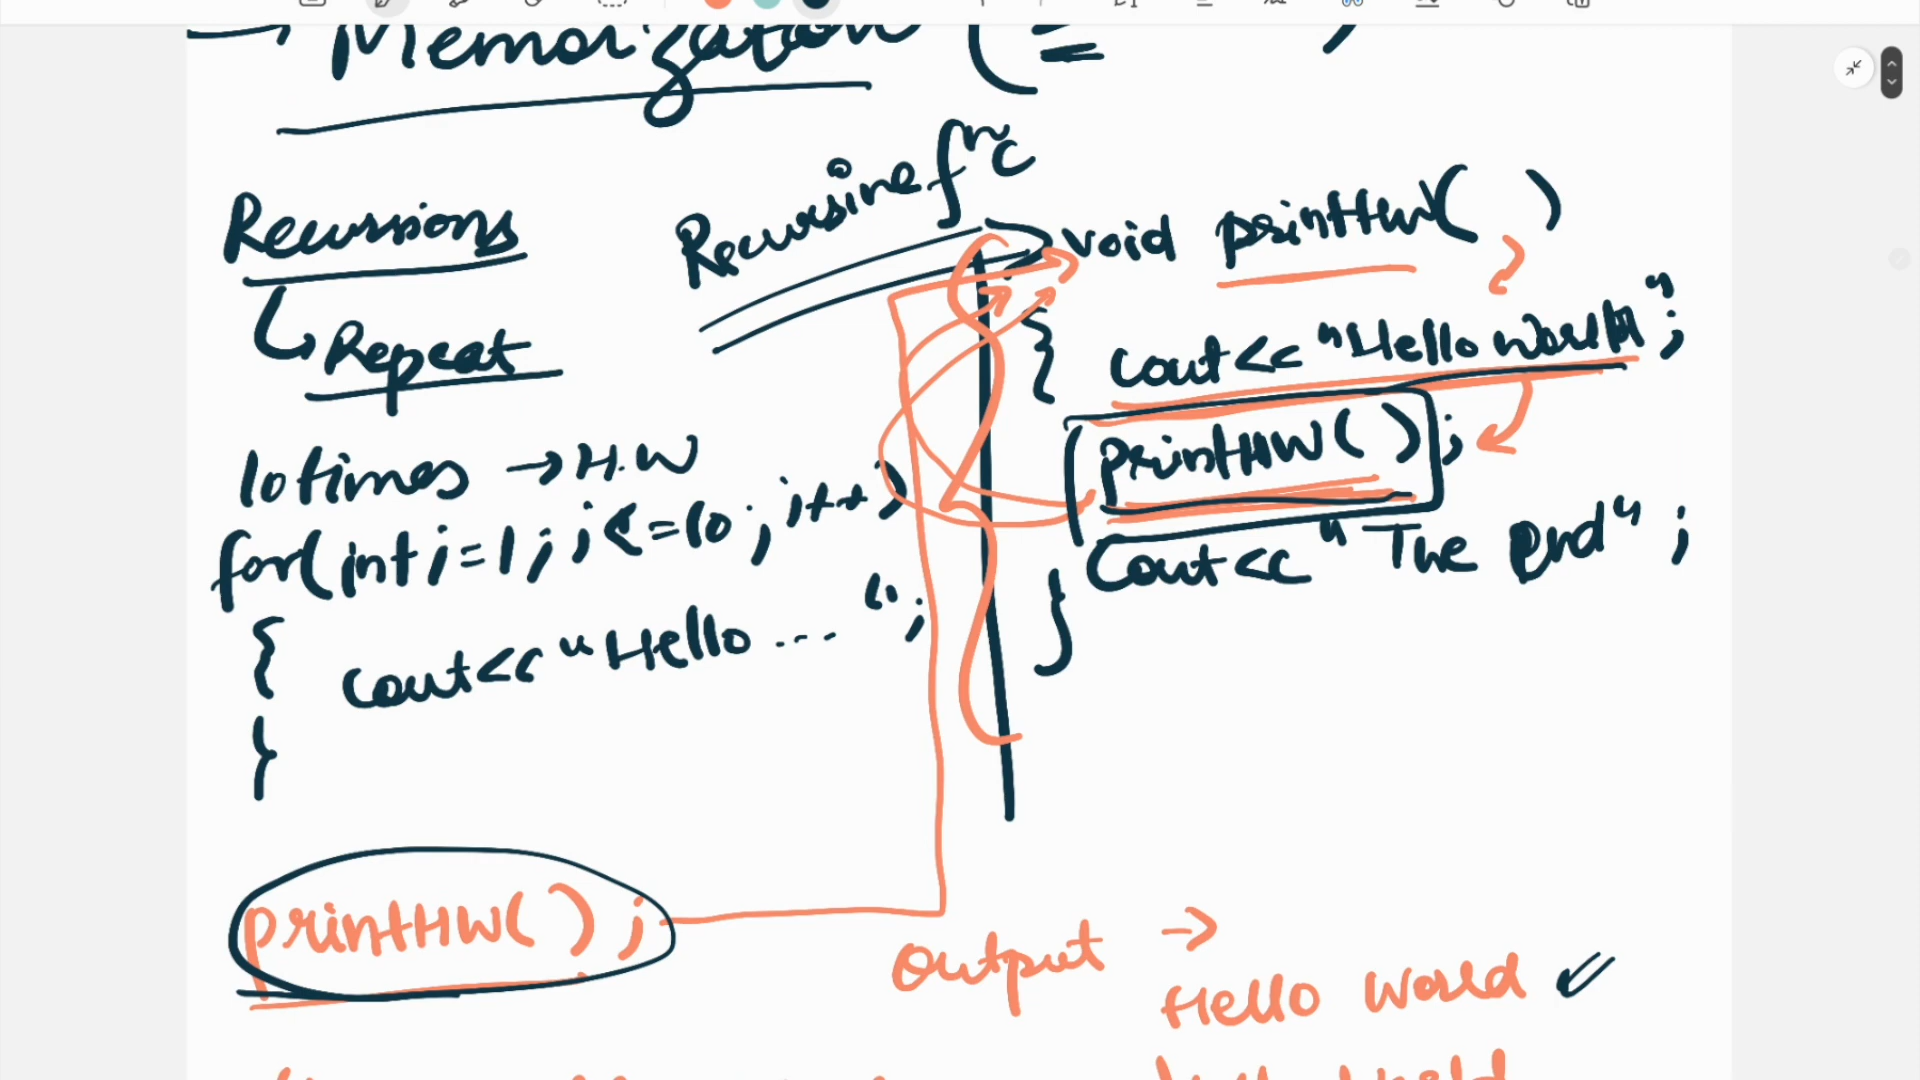 → Memorization ( =
Recursions
↳ Repeat
10 times → H.W
for(int i=1; i<=10; i++)
{ cout<< "Hello ... ";
}
Recursive fⁿc
void printHW( )
{ cout<< "Hello World";
printHW( );
cout<< "The end";
}
printHW( );
Output →
Hello World ✓